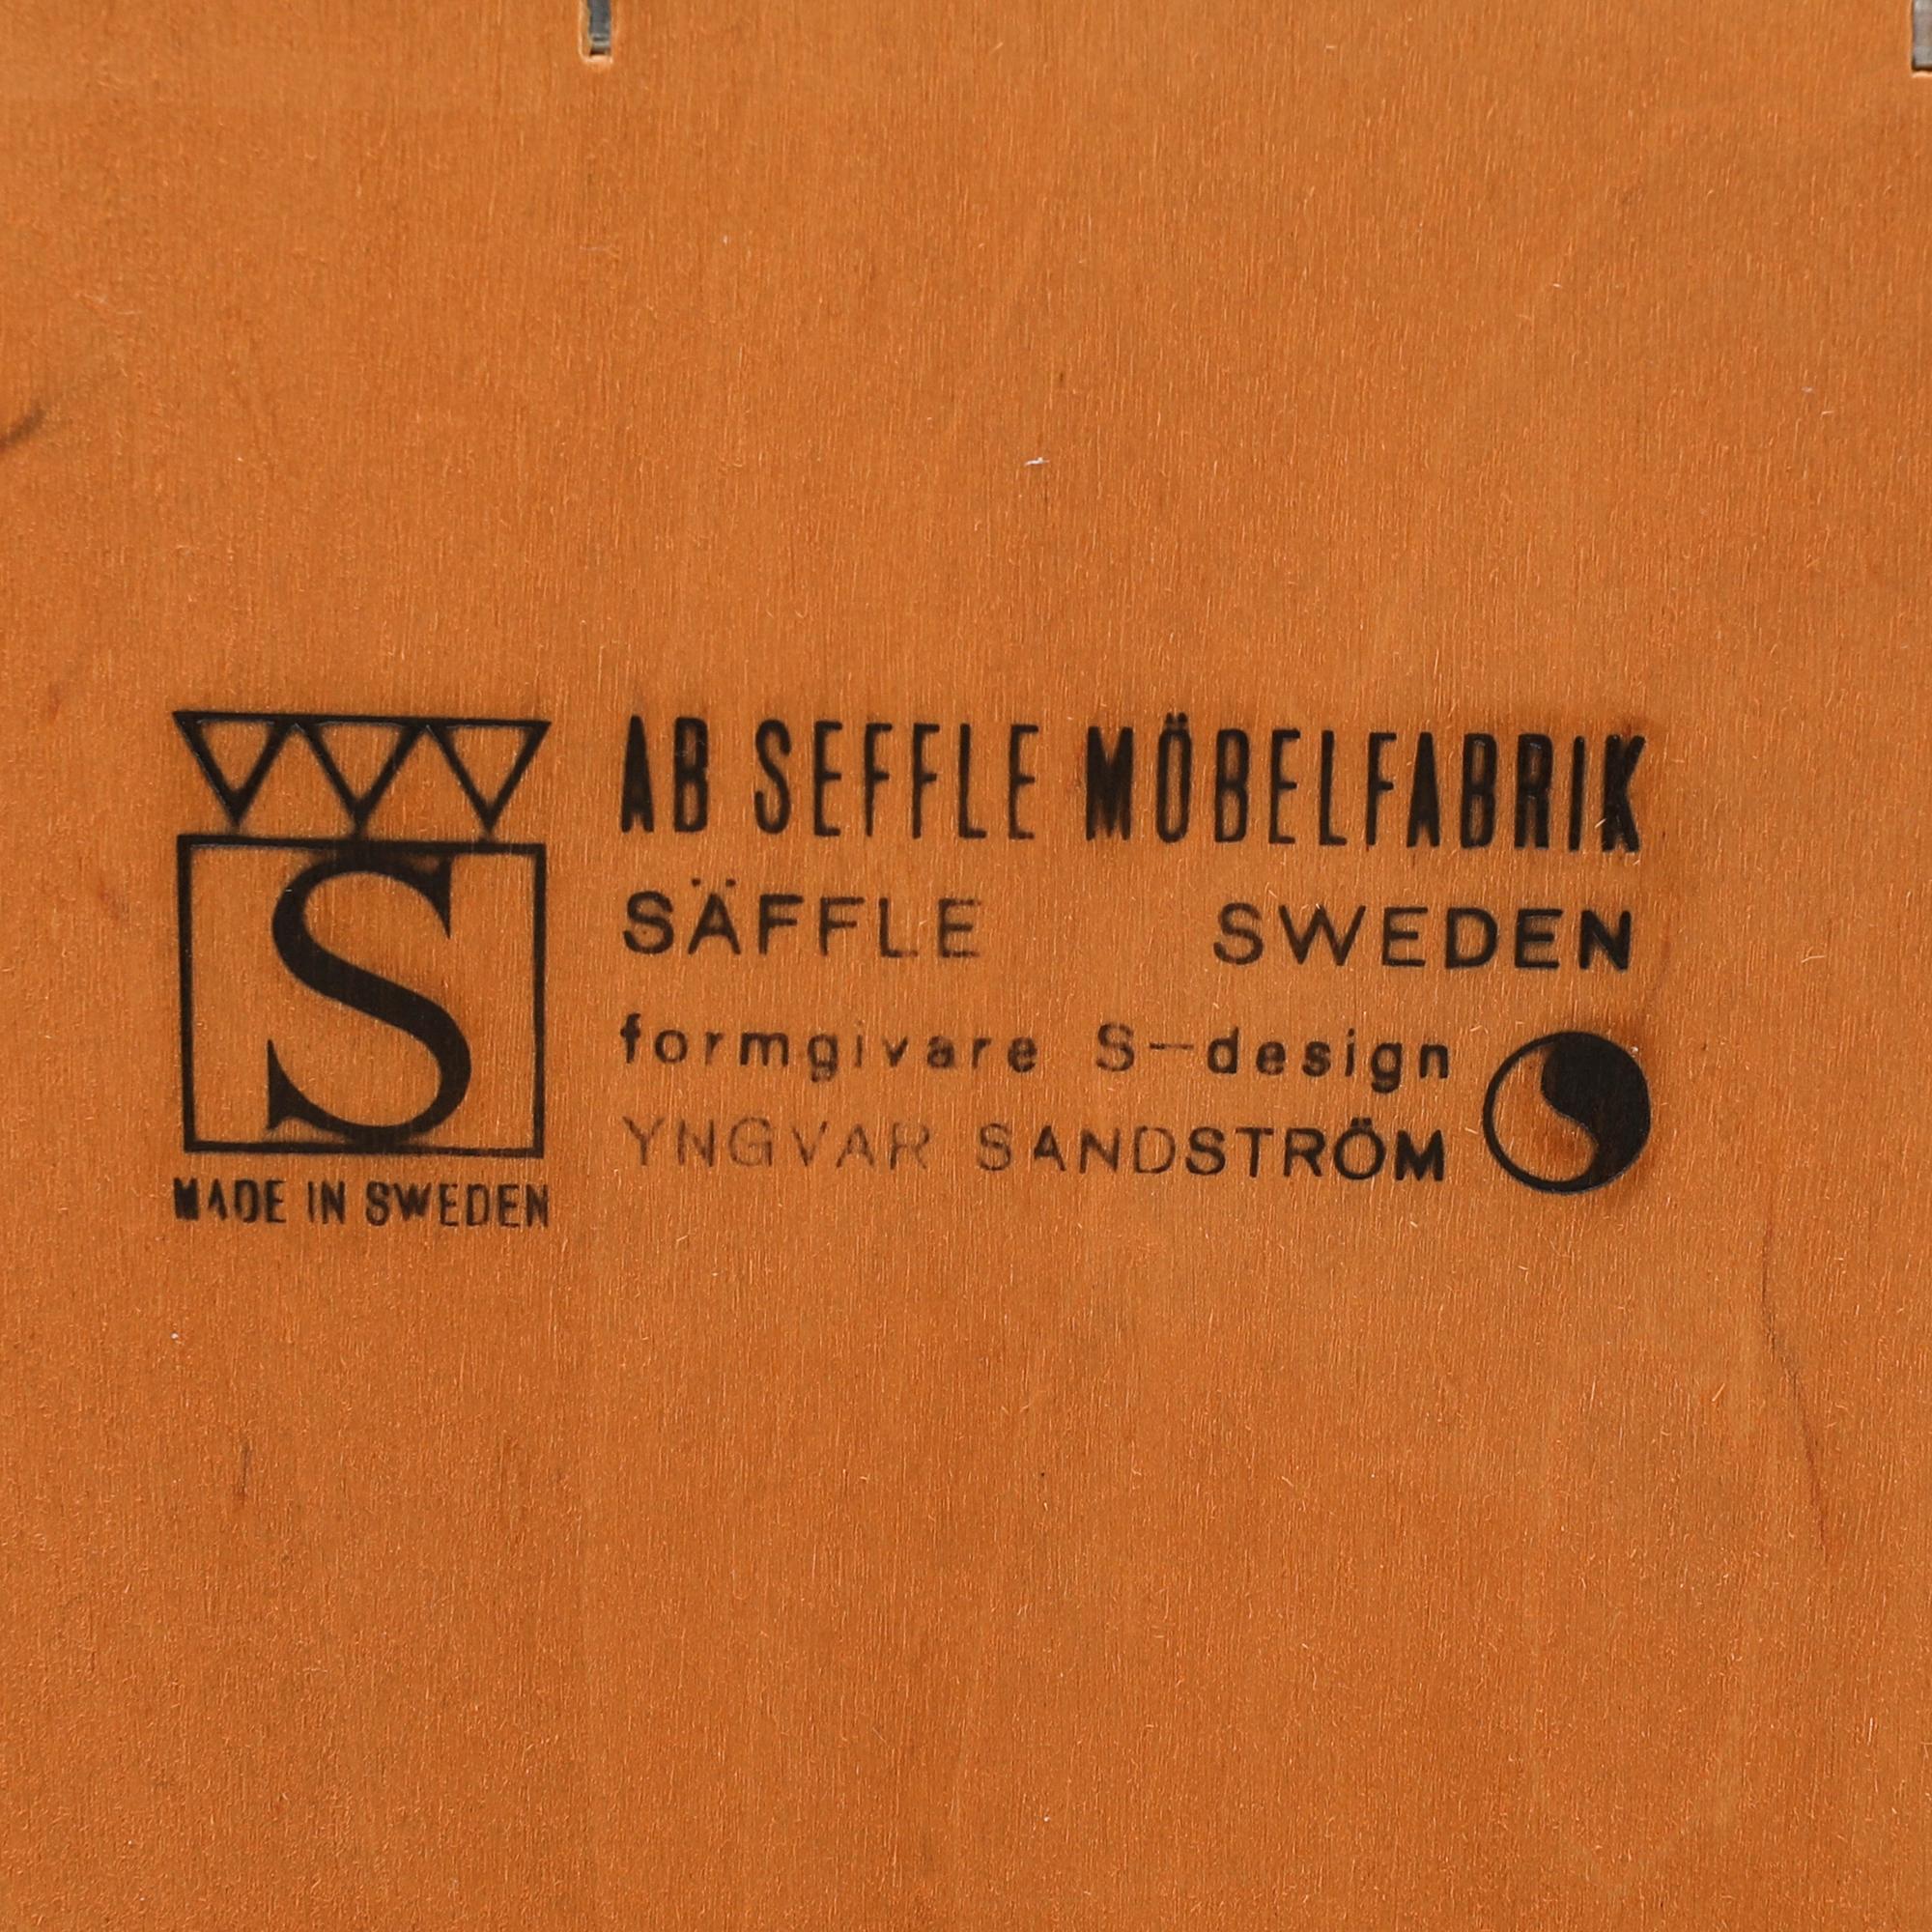 S
MADE IN SWEDEN
AB SEFFLE MÖBELFABRIK
SÄFFLE SWEDEN
formgivare S-design
YNGVAR SANDSTRÖM